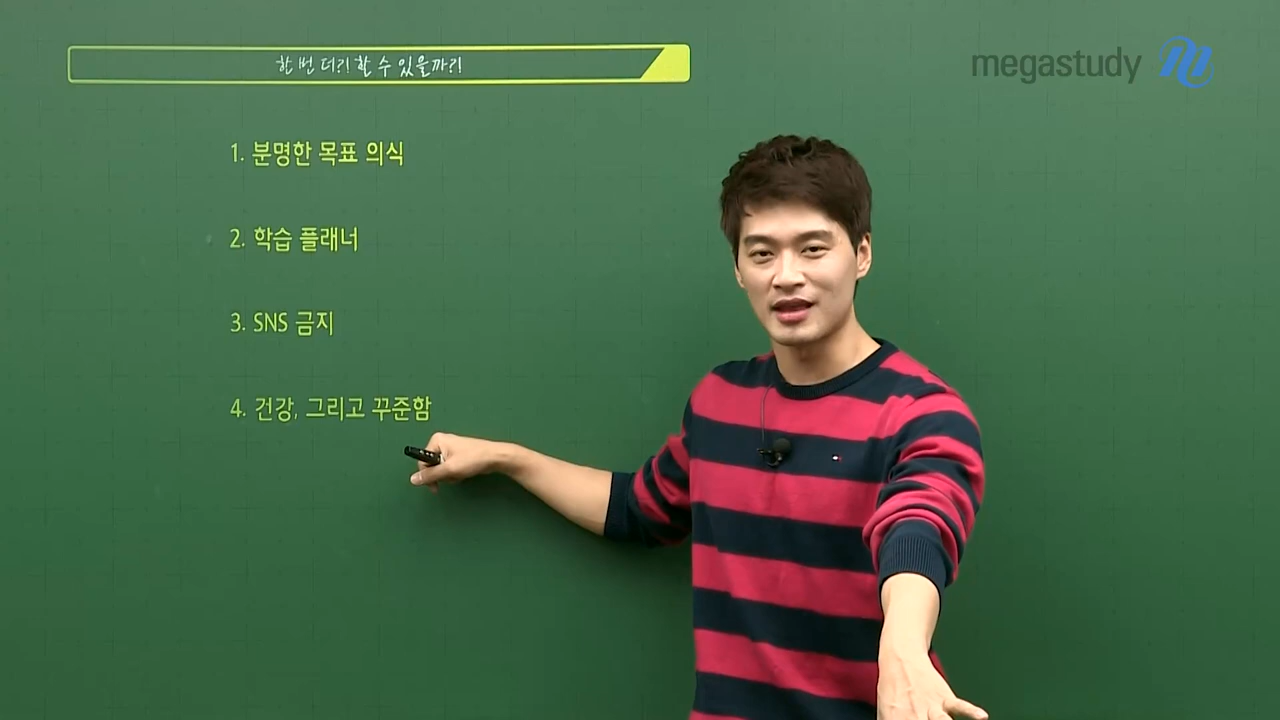 한 번 더?! 할 수 있을까?!
megastudy
1. 분명한 목표 의식
2. 학습 플래너
3. SNS 금지
4. 건강, 그리고 꾸준함